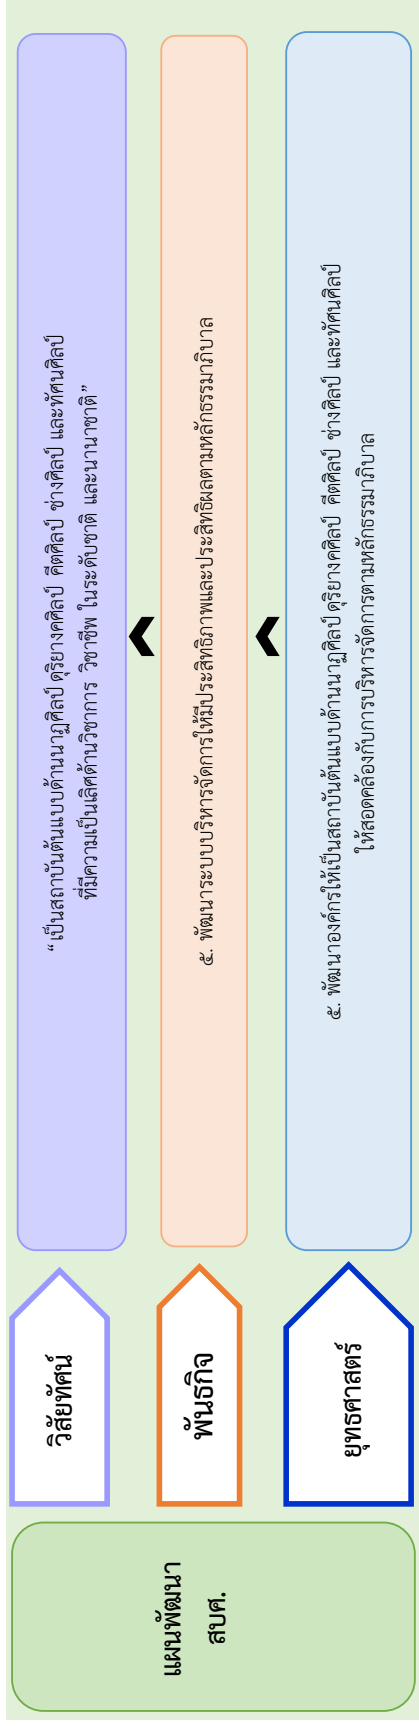 แผนพัฒนา
สบศ.
วิสัยทัศน์
“เป็นสถาบันต้นแบบด้านนาฏศิลป์ ดุริยางคศิลป์ คีตศิลป์ ช่างศิลป์ และทัศนศิลป์
ที่มีความเป็นเลิศด้านวิชาการ วิชาชีพ ในระดับชาติ และนานาชาติ”
พันธกิจ
๕. พัฒนาระบบบริหารจัดการให้มีประสิทธิภาพและประสิทธิผลตามหลักธรรมาภิบาล
ยุทธศาสตร์
๕. พัฒนาองค์กรให้เป็นสถาบันต้นแบบด้านนาฏศิลป์ ดุริยางคศิลป์ คีตศิลป์ ช่างศิลป์ และทัศนศิลป์
ให้สอดคล้องกับการบริหารจัดการตามหลักธรรมาภิบาล